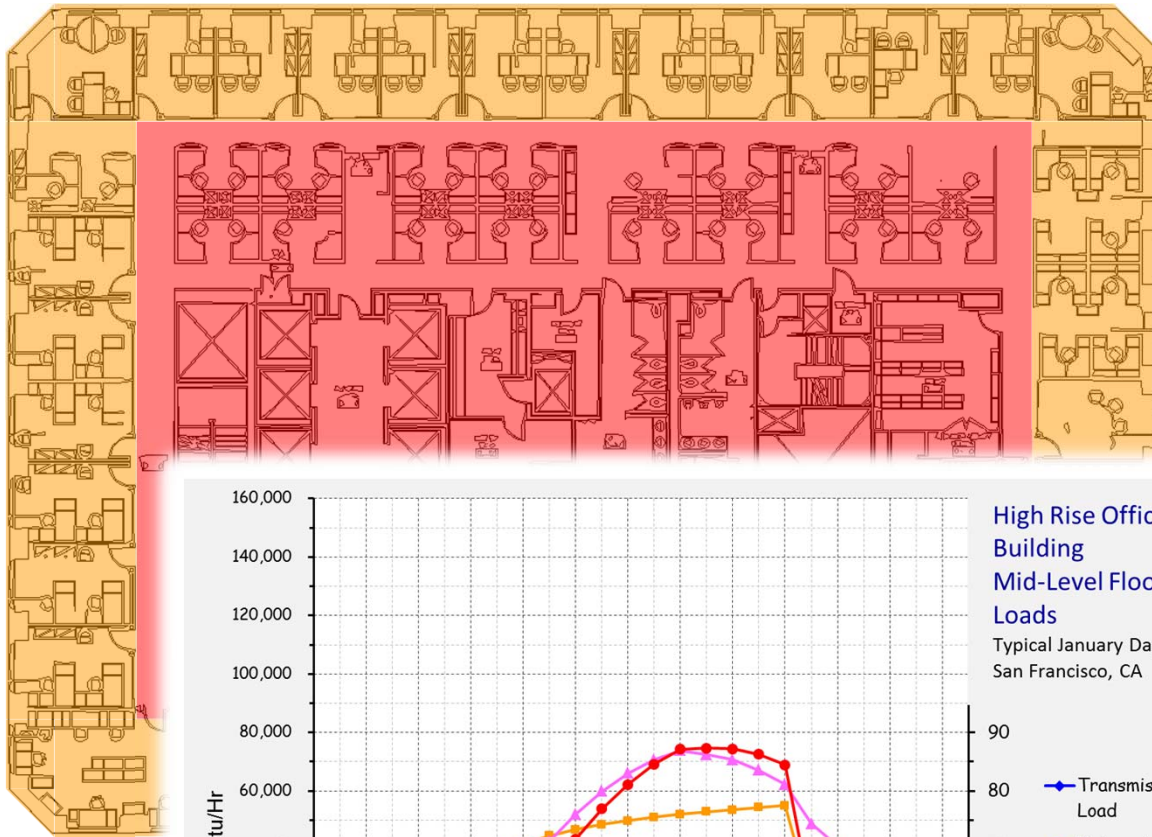 160,000
140,000
120,000
100,000
80,000
60,000
tu/Hr
High Rise Offic
Building
Mid-Level Floo
Loads
Typical January Da
San Francisco, CA
90
80
Transmis
Load